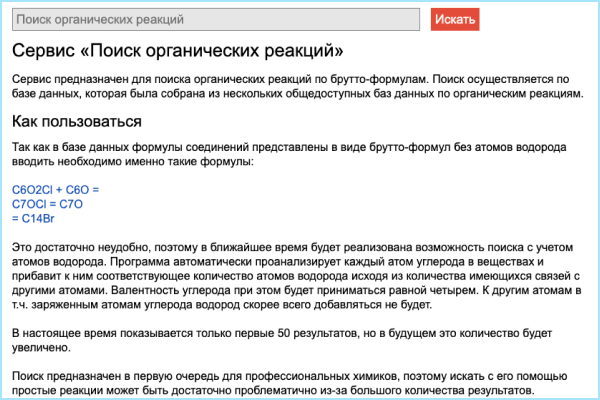 Поиск органических реакций
Искать
Сервис «Поиск органических реакций»
Сервис предназначен для поиска органических реакций по брутто-формулам. Поиск осуществляется по
базе данных, которая была собрана из нескольких общедоступных баз данных по органическим реакциям.
Как пользоваться
Так как в базе данных формулы соединений представлены в виде брутто-формул без атомов водорода
вводить необходимо именно такие формулы:
C6O2Cl + C6O =
C7OCl = C7O
= C14Br
Это достаточно неудобно, поэтому в ближайшее время будет реализована возможность поиска с учетом
атомов водорода. Программа автоматически проанализирует каждый атом углерода в веществах и
прибавит к ним соответствующее количество атомов водорода исходя из количества имеющихся связей с
другими атомами. Валентность углерода при этом будет приниматься равной четырем. К другим атомам в
т.ч. заряженным атомам углерода водород скорее всего добавляться не будет.
В настоящее время показывается только первые 50 результатов, но в будущем это количество будет
увеличено.
Поиск предназначен в первую очередь для профессиональных химиков, поэтому искать с его помощью
простые реакции может быть достаточно проблематично из-за большого количества результатов.